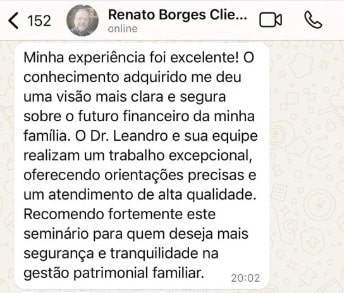 152
Renato Borges Clie...
online
Minha experiência foi excelente! O
conhecimento adquirido me deu
uma visão mais clara e segura
sobre o futuro financeiro da minha
família. O Dr. Leandro e sua equipe
realizam um trabalho excepcional,
oferecendo orientações precisas e
um atendimento de alta qualidade.
Recomendo fortemente este
seminário para quem deseja mais
segurança e tranquilidade na
gestão patrimonial familiar.
20:02